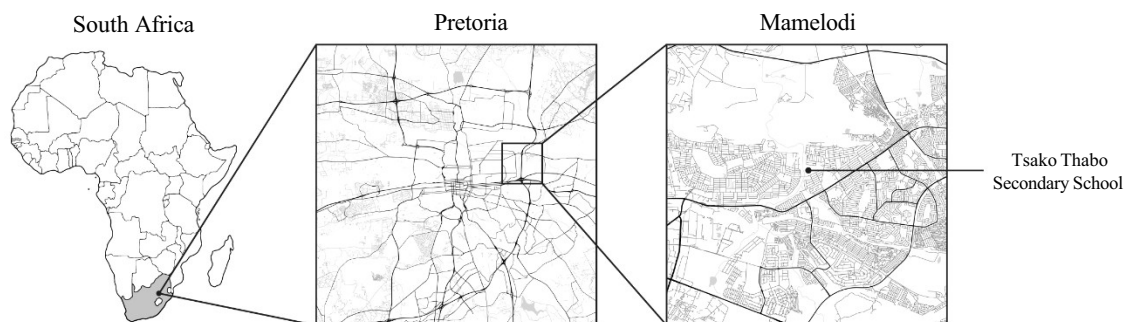 South Africa
Pretoria
Mamelodi
Tsako Thabo
Secondary School